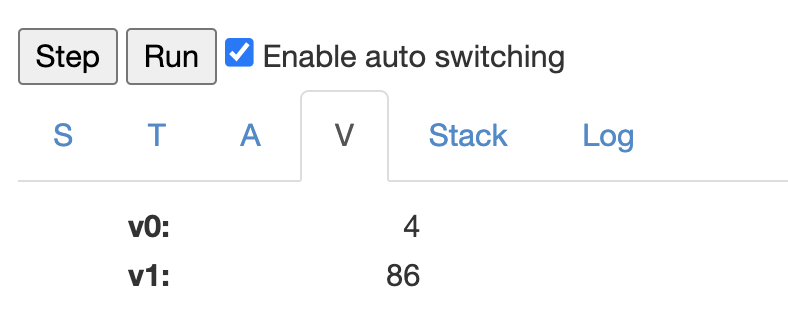 Step Run Enable auto switching
S T A V Stack Log
v0: 4
v1: 86